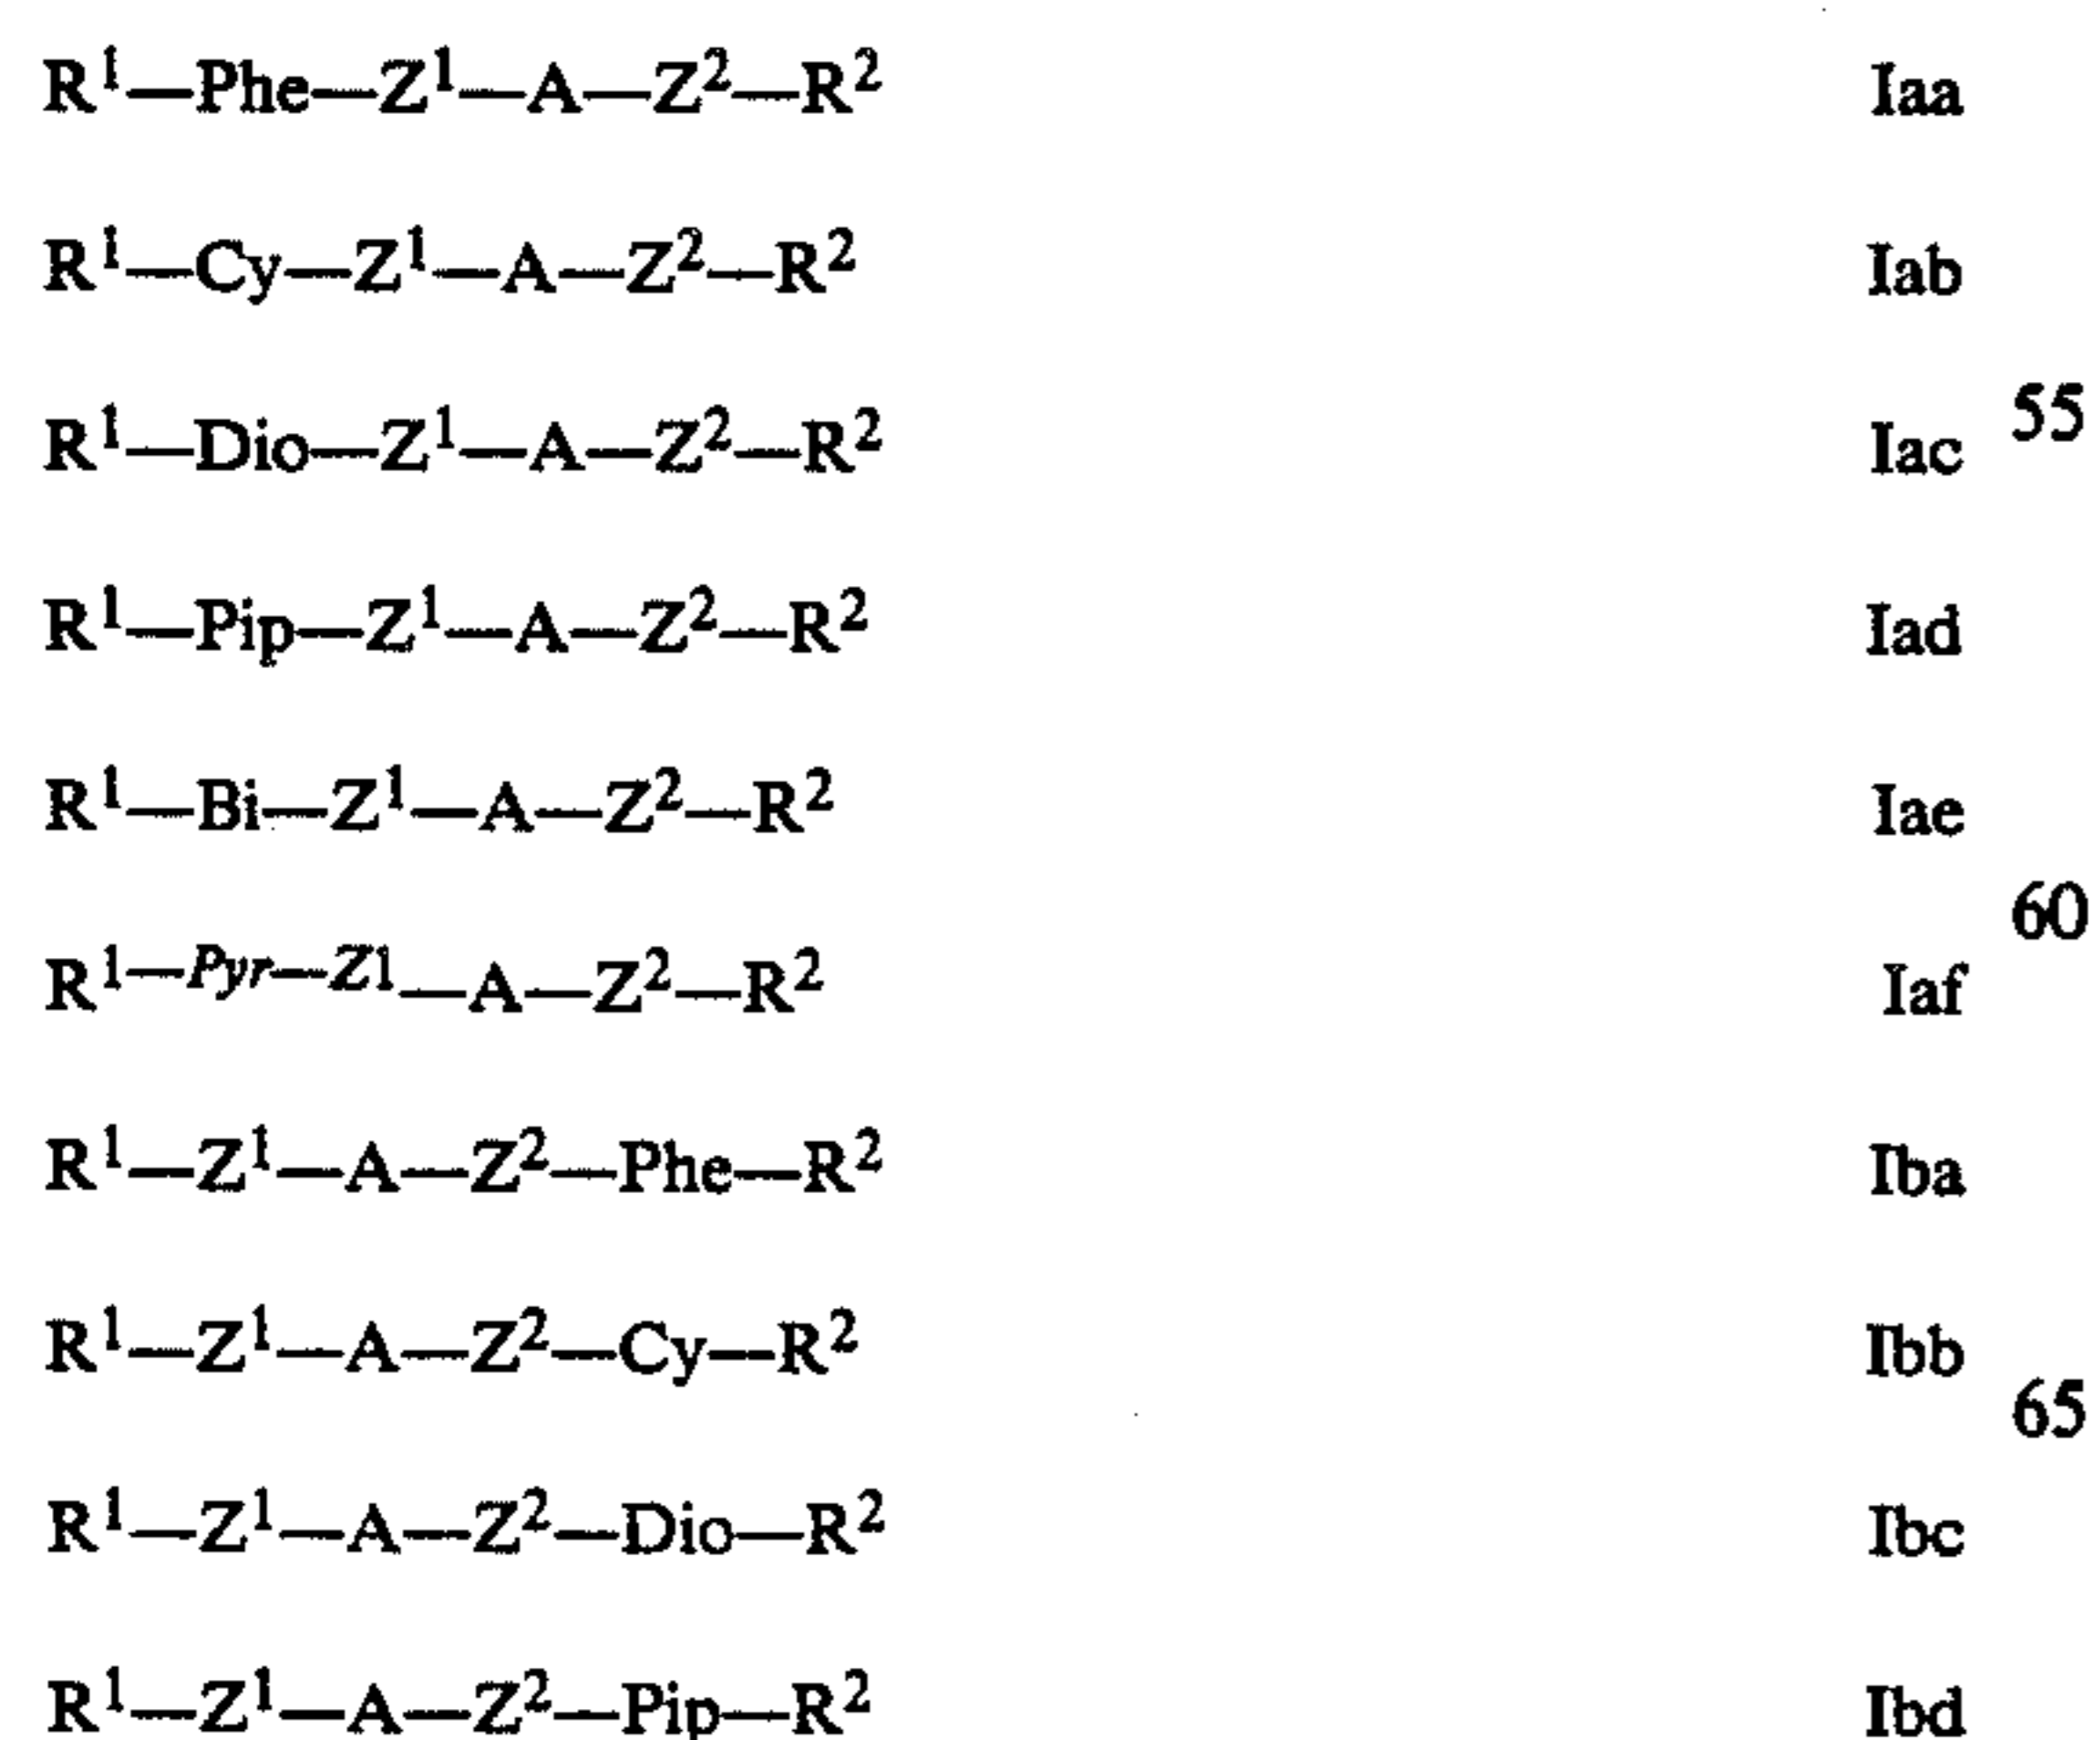 R¹—Phe—Z¹—A—Z²—R² Iaa
R¹—Cy—Z¹—A—Z²—R² Iab
55
R¹—Dio—Z¹—A—Z²—R² Iac
R¹—Pip—Z¹—A—Z²—R² Iad
R¹—Bi—Z¹—A—Z²—R² Iae
60
R¹—Pyr—Z1—A—Z²—R² Iaf
R¹—Z¹—A—Z²—Phe—R² Iba
R¹—Z¹—A—Z²—Cy—R² Ibb
65
R¹—Z¹—A—Z²—Dio—R² Ibc
R¹—Z¹—A—Z²—Pip—R² Ibd